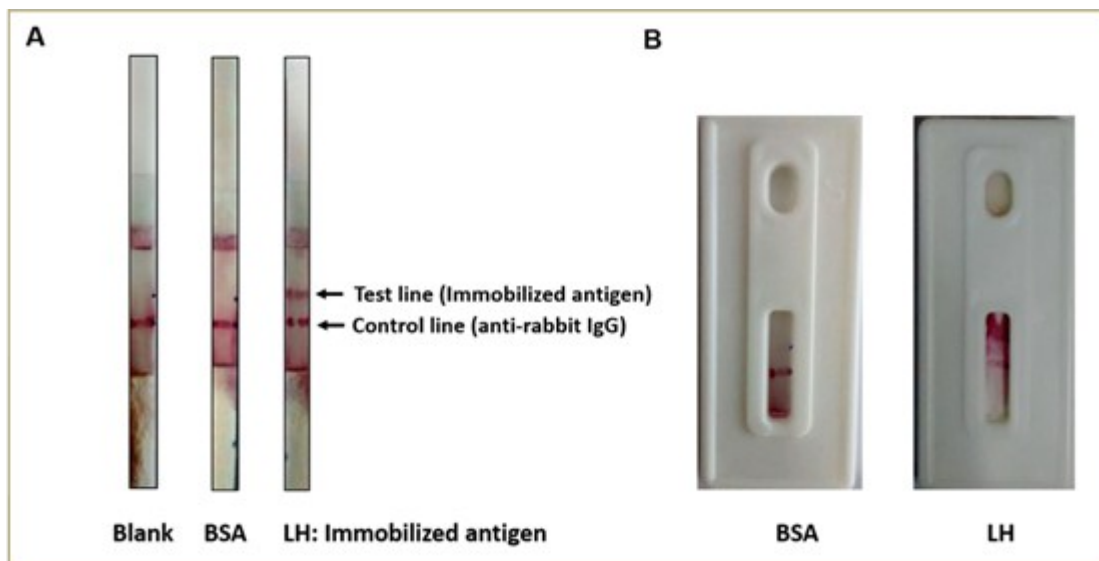 A
B
Test line (Immobilized antigen)
Control line (anti-rabbit IgG)
Blank BSA LH: Immobilized antigen
BSA LH